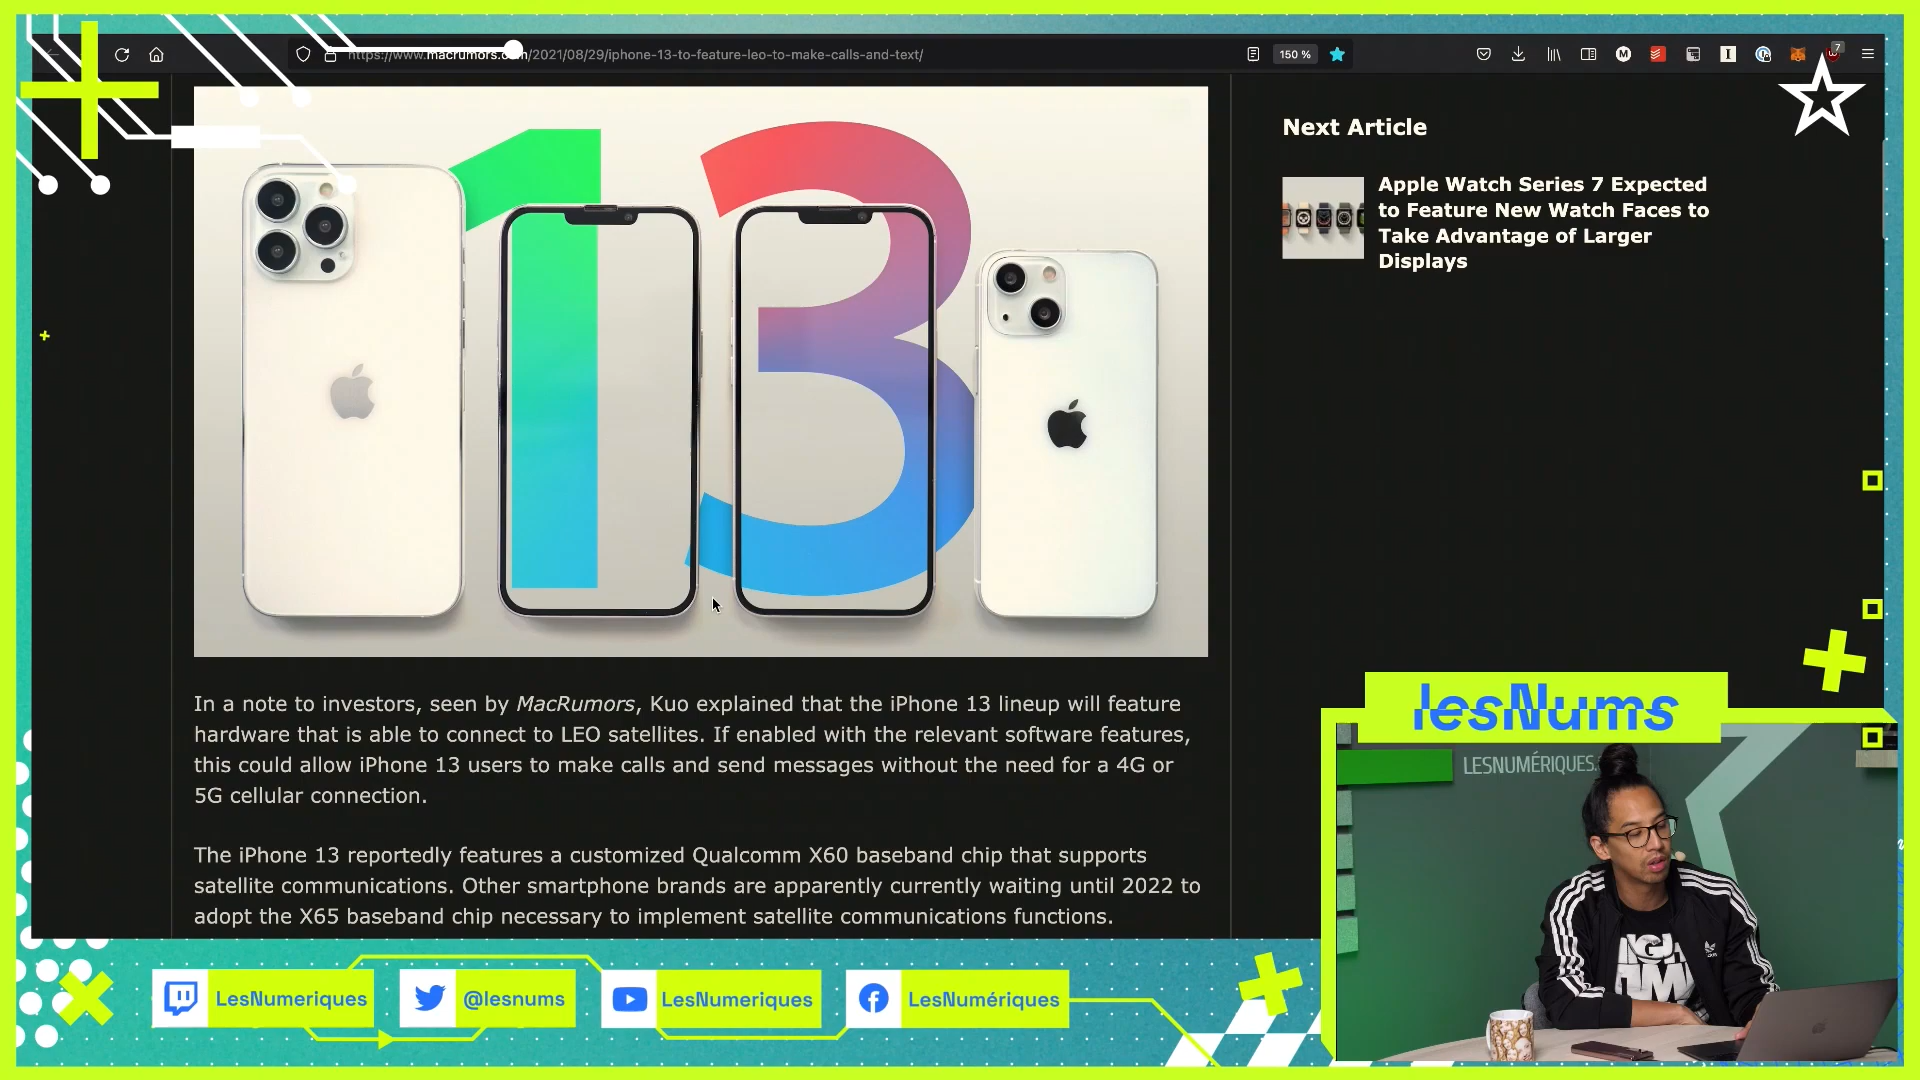 https://www.macrumors.com/2021/08/29/iphone-13-to-feature-leo-to-make-calls-and-text/
150 %
M
I
7
13
Next Article
Apple Watch Series 7 Expected
to Feature New Watch Faces to
Take Advantage of Larger
Displays
In a note to investors, seen by MacRumors, Kuo explained that the iPhone 13 lineup will feature
hardware that is able to connect to LEO satellites. If enabled with the relevant software features,
this could allow iPhone 13 users to make calls and send messages without the need for a 4G or
5G cellular connection.
The iPhone 13 reportedly features a customized Qualcomm X60 baseband chip that supports
satellite communications. Other smartphone brands are apparently currently waiting until 2022 to
adopt the X65 baseband chip necessary to implement satellite communications functions.
lesNums
LESNUMÉRIQUES.
LesNumeriques
@lesnums
LesNumeriques
LesNumériques